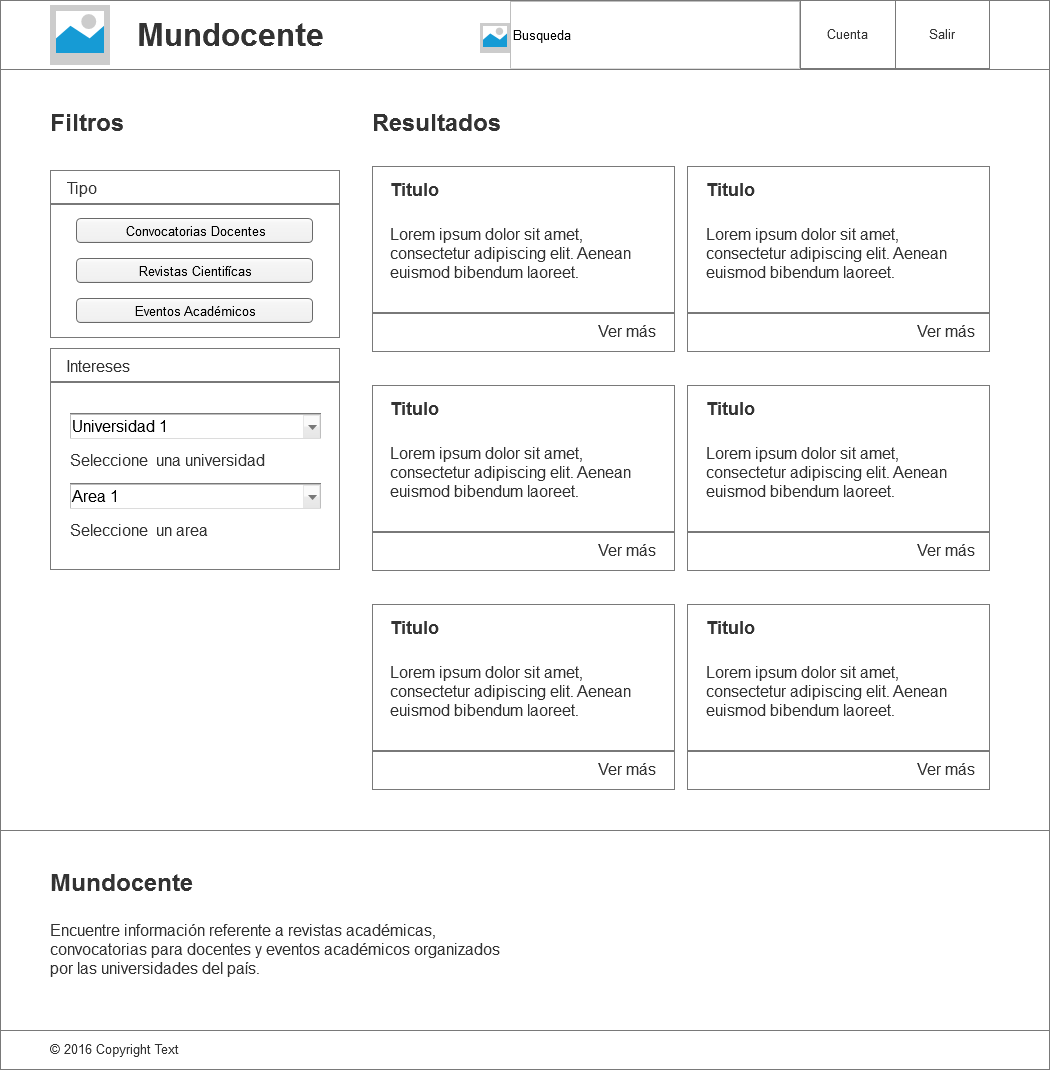 Mundocente
Busqueda
Cuenta
Salir
Filtros
Tipo
Convocatorias Docentes
Revistas Cientifícas
Eventos Académicos
Intereses
Universidad 1
Seleccione  una universidad
Area 1
Seleccione  un area
Resultados
Titulo
Lorem ipsum dolor sit amet,
consectetur adipiscing elit. Aenean
euismod bibendum laoreet.
Ver más
Titulo
Lorem ipsum dolor sit amet,
consectetur adipiscing elit. Aenean
euismod bibendum laoreet.
Ver más
Titulo
Lorem ipsum dolor sit amet,
consectetur adipiscing elit. Aenean
euismod bibendum laoreet.
Ver más
Titulo
Lorem ipsum dolor sit amet,
consectetur adipiscing elit. Aenean
euismod bibendum laoreet.
Ver más
Titulo
Lorem ipsum dolor sit amet,
consectetur adipiscing elit. Aenean
euismod bibendum laoreet.
Ver más
Titulo
Lorem ipsum dolor sit amet,
consectetur adipiscing elit. Aenean
euismod bibendum laoreet.
Ver más
Mundocente
Encuentre información referente a revistas académicas,
convocatorias para docentes y eventos académicos organizados
por las universidades del país.
© 2016 Copyright Text